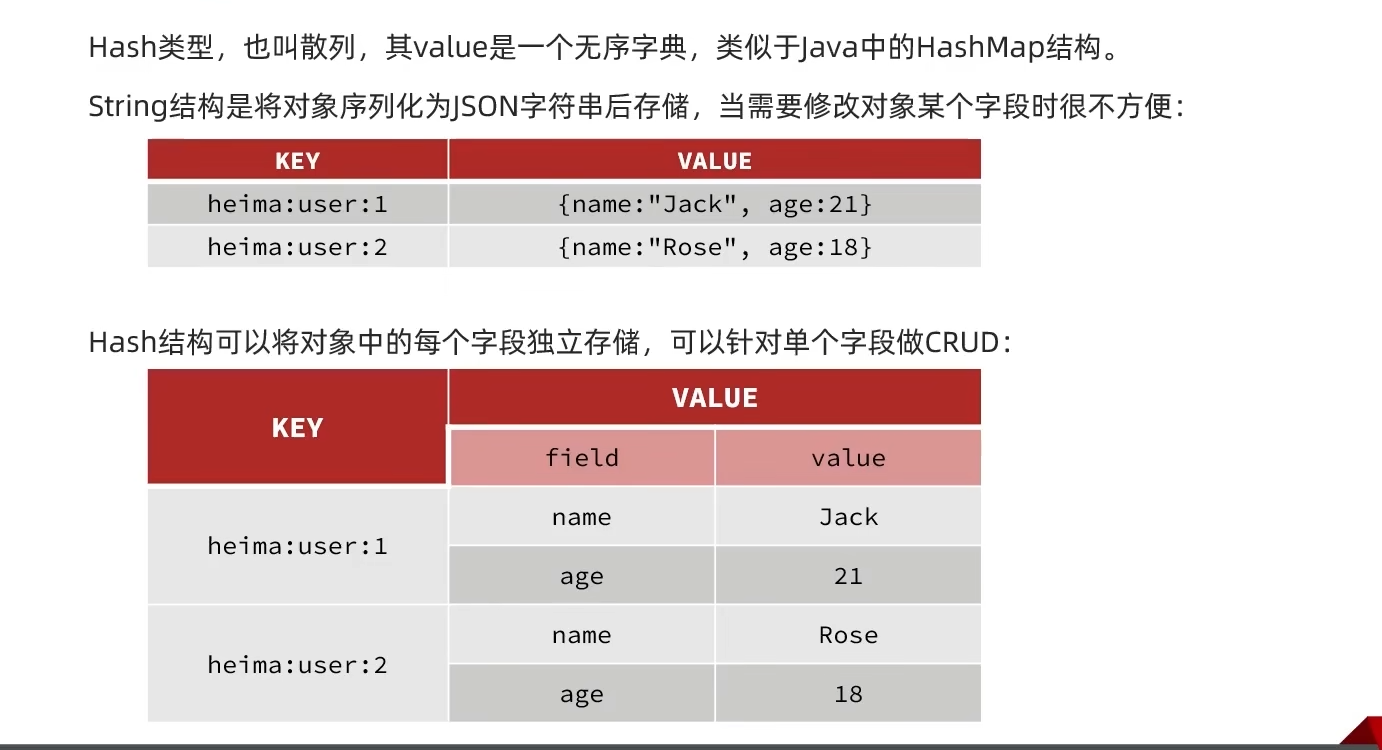 Hash类型，也叫散列，其value是一个无序字典，类似于Java中的HashMap结构。
String结构是将对象序列化为JSON字符串后存储，当需要修改对象某个字段时很不方便：
KEY VALUE
heima:user:1 {name:"Jack", age:21}
heima:user:2 {name:"Rose", age:18}
Hash结构可以将对象中的每个字段独立存储，可以针对单个字段做CRUD：
KEY VALUE
field value
heima:user:1 name Jack
age 21
heima:user:2 name Rose
age 18